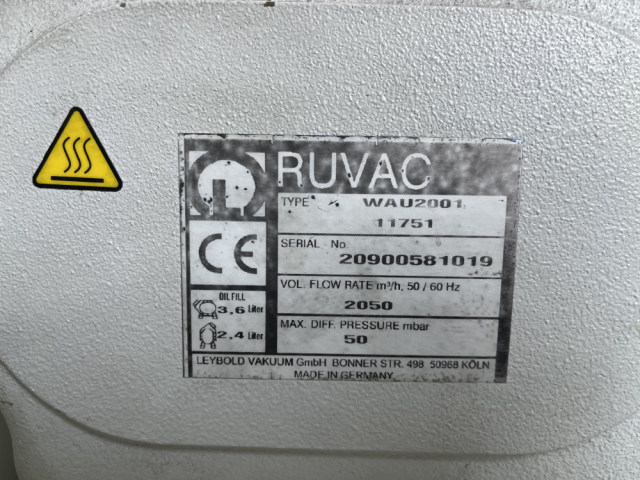 L
RUVAC
TYPE WAU2001
11751
SERIAL - No.
20900581019
CE
VOL. FLOW RATE m³/h, 50 / 60 Hz
2050
OIL FILL
3.6 Liter
2.4 Liter
MAX. DIFF. PRESSURE mbar
50
LEYBOLD VAKUUM GmbH BONNER STR. 498 50968 KÖLN
MADE IN GERMANY